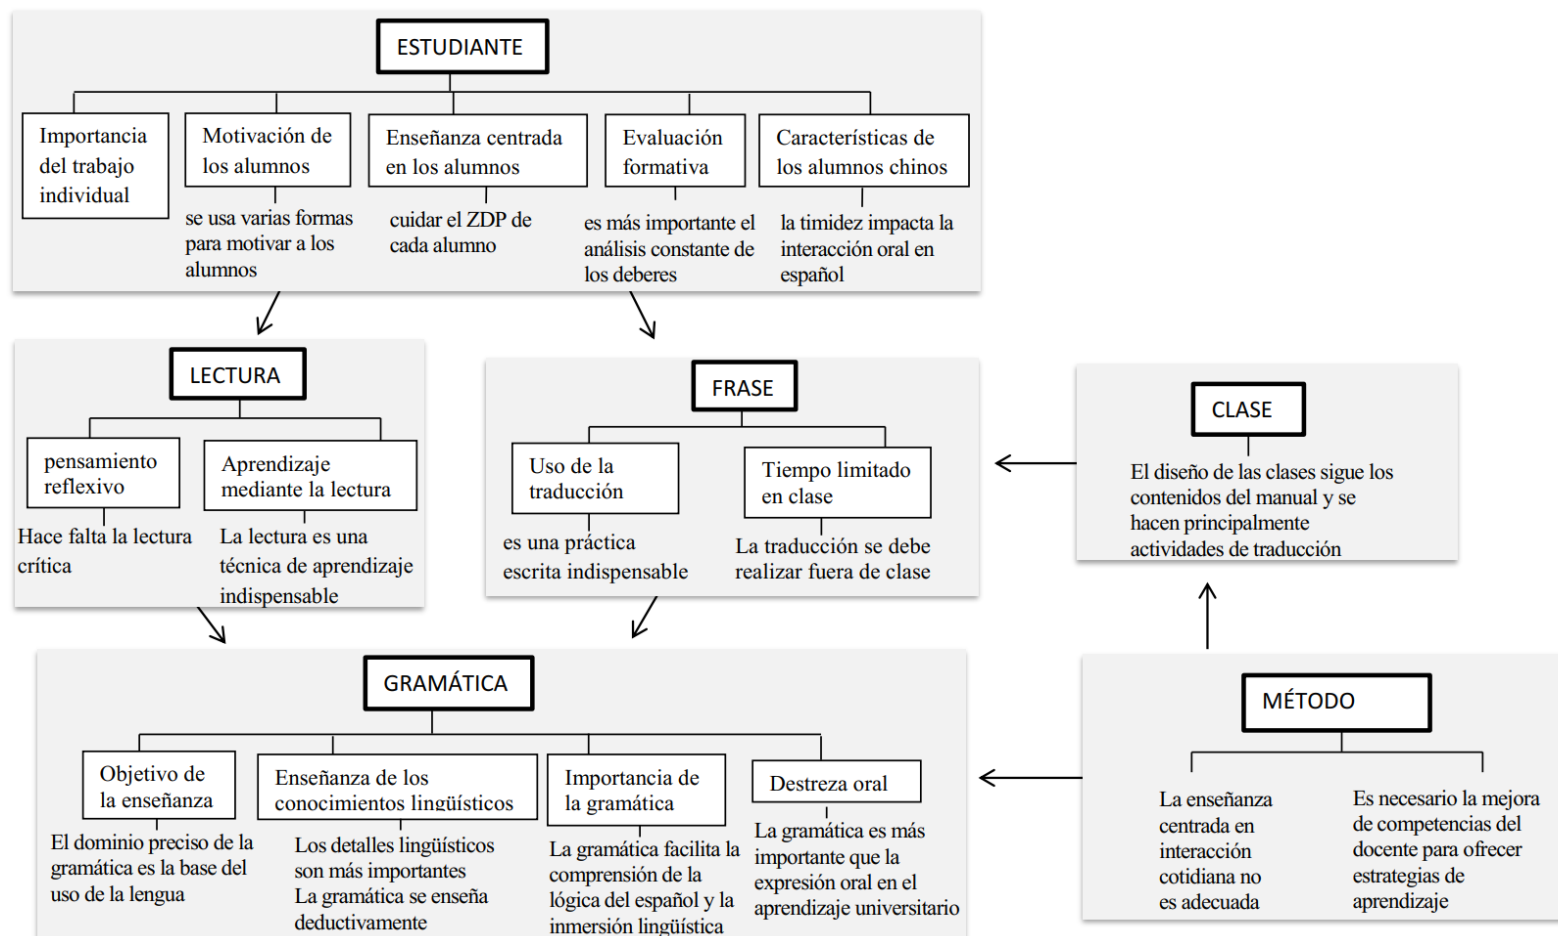 ESTUDIANTE
Importancia
del trabajo
individual
Motivación de
los alumnos
se usa varias formas
para motivar a los
alumnos
Enseñanza centrada
en los alumnos
cuidar el ZDP de
cada alumno
Evaluación
formativa
es más importante el
análisis constante de
los deberes
Características de
los alumnos chinos
la timidez impacta la
interacción oral en
español
LECTURA
pensamiento
reflexivo
Hace falta la lectura
crítica
Aprendizaje
mediante la lectura
La lectura es una
técnica de aprendizaje
indispensable
FRASE
Uso de la
traducción
es una práctica
escrita indispensable
Tiempo limitado
en clase
La traducción se debe
realizar fuera de clase
CLASE
El diseño de las clases sigue los
contenidos del manual y se
hacen principalmente
actividades de traducción
GRAMÁTICA
Objetivo de
la enseñanza
El dominio preciso de la
gramática es la base del
uso de la lengua
Enseñanza de los
conocimientos lingüísticos
Los detalles lingüísticos
son más importantes
La gramática se enseña
deductivamente
Importancia de
la gramática
La gramática facilita la
comprensión de la
lógica del español y la
inmersión lingüística
Destreza oral
La gramática es más
importante que la
expresión oral en el
aprendizaje universitario
MÉTODO
La enseñanza
centrada en
interacción
cotidiana no
es adecuada
Es necesario la mejora
de competencias del
docente para ofrecer
estrategias de
aprendizaje